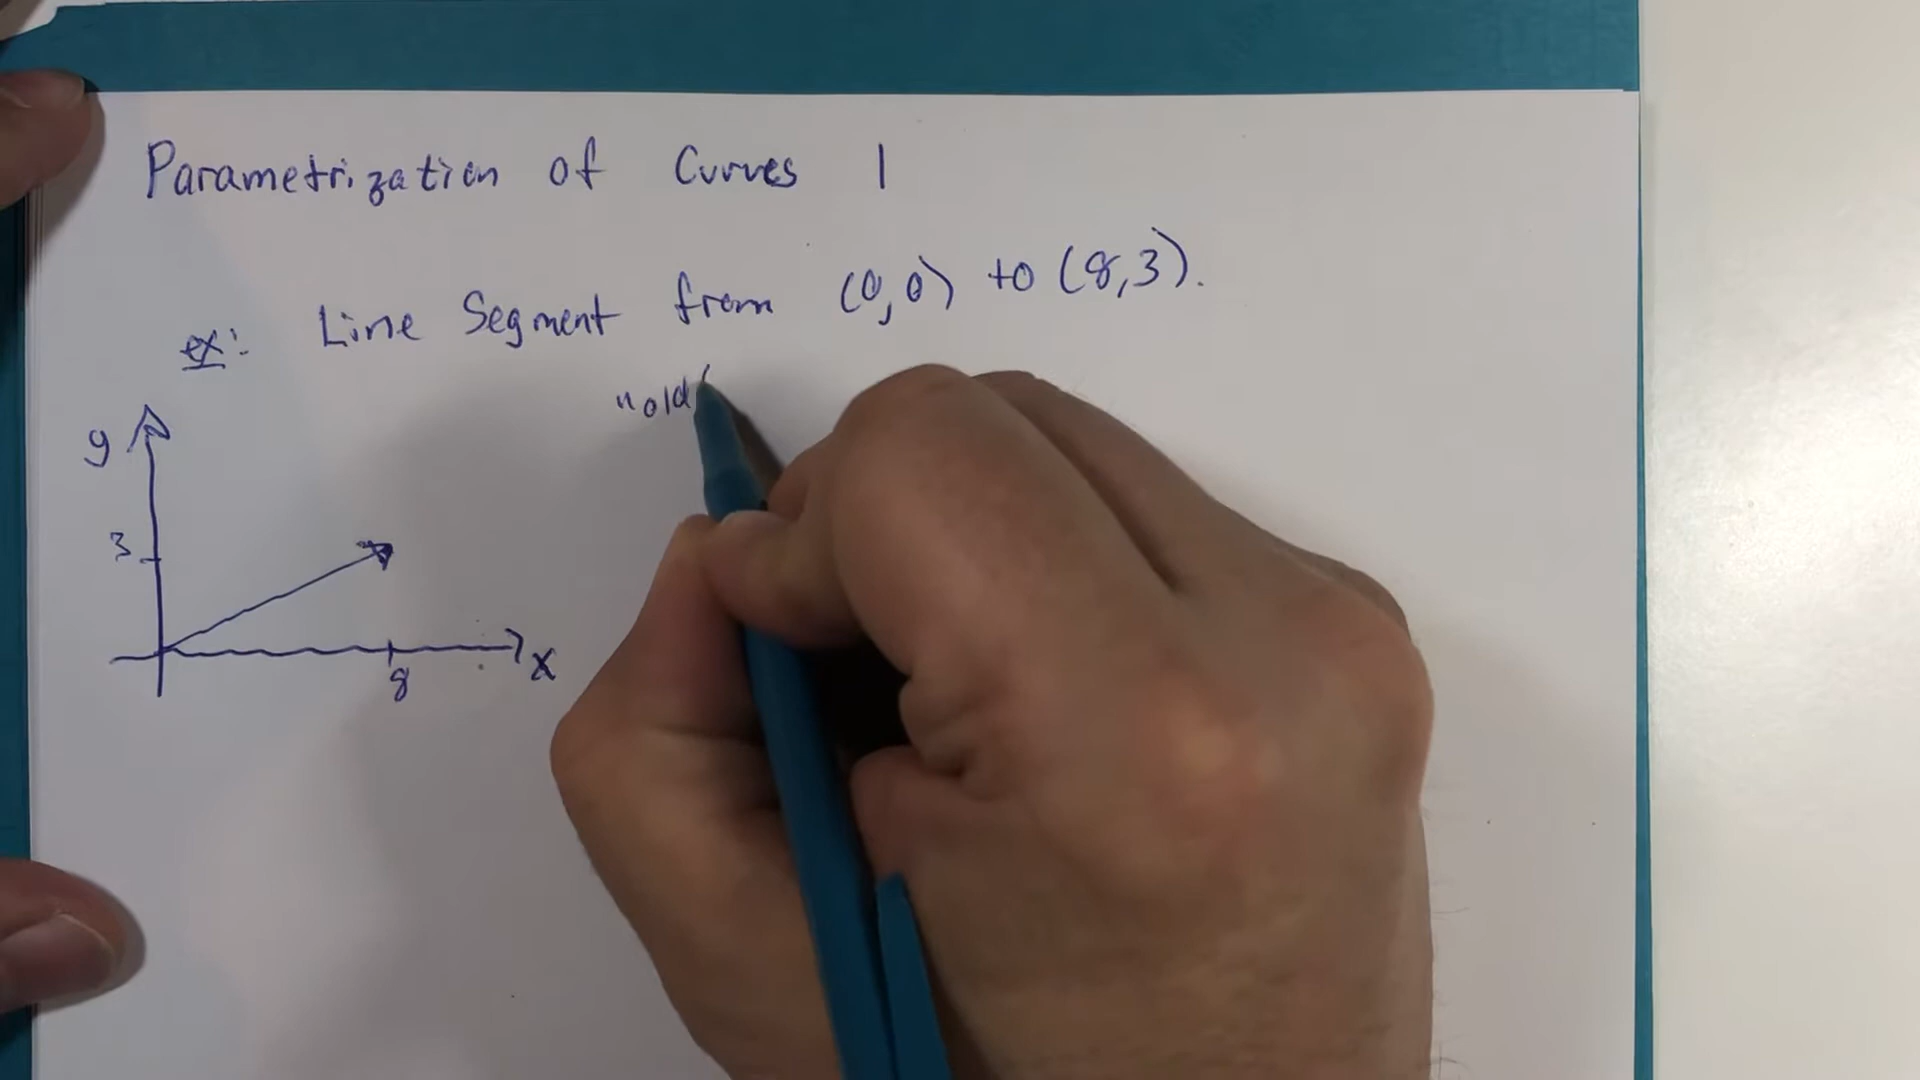 Parametrization of Curves 1
ex: Line Segment from (0,0) to (8,3).
"old
y
3
8
x